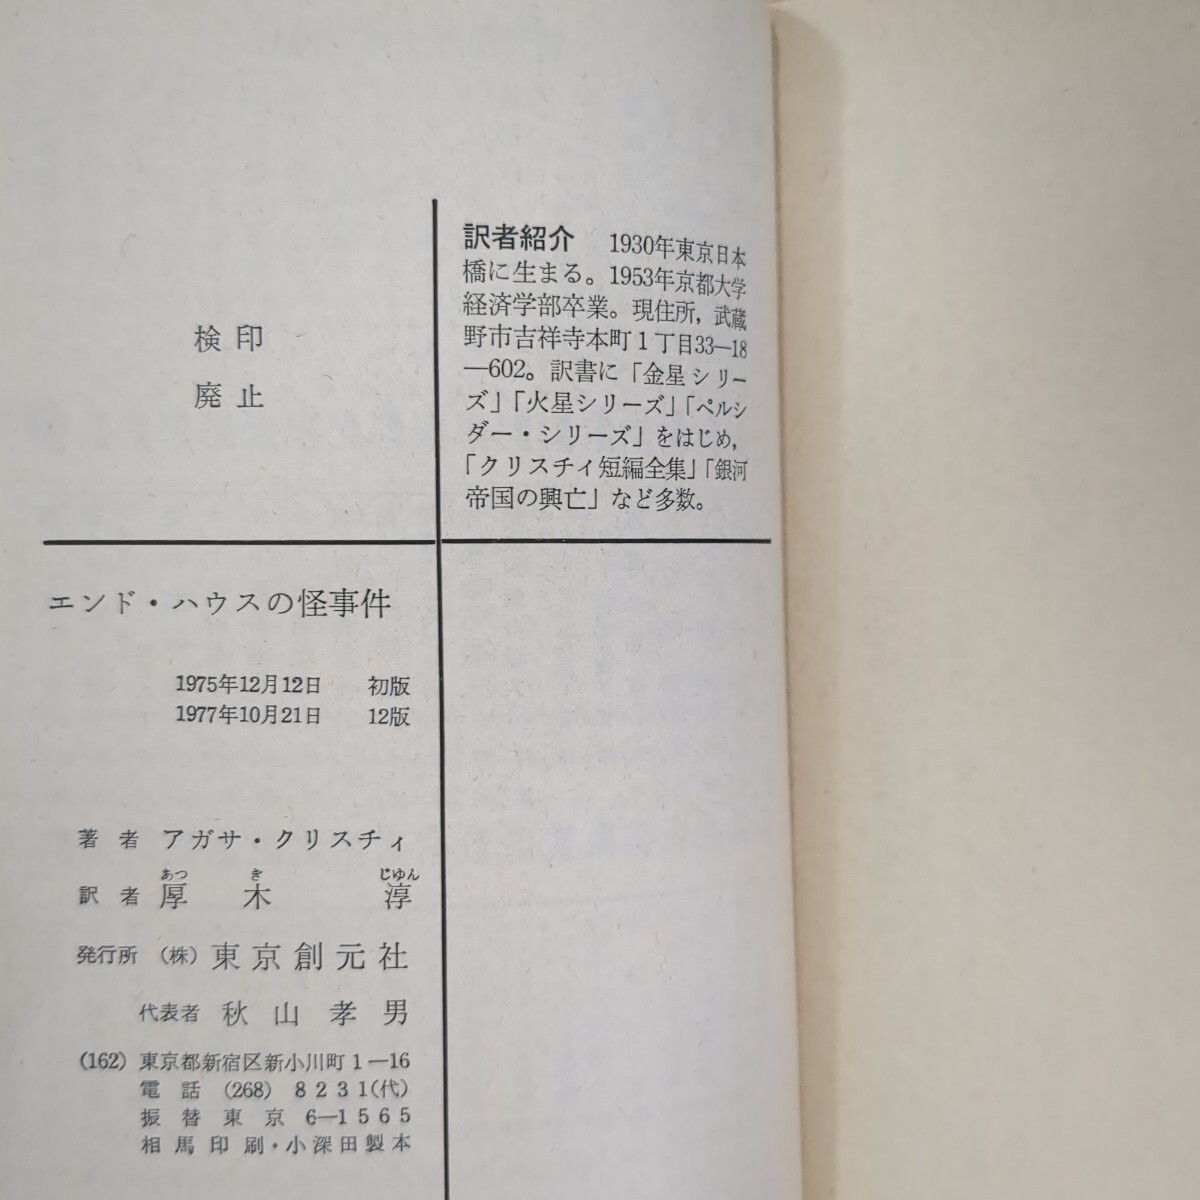 検印
廃止
訳者紹介　1930年東京日本
橋に生まる。1953年京都大学
経済学部卒業。現住所，武蔵
野市吉祥寺本町1丁目33—18
—602。訳書に「金星シリー
ズ」「火星シリーズ」「ペルシ
ダー・シリーズ」をはじめ，
「クリスチィ短編全集」「銀河
帝国の興亡」など多数。
エンド・ハウスの怪事件
1975年12月12日　初版
1977年10月21日　12版
著者　アガサ・クリスチィ
あつ　き　じゆん
訳者　厚木　淳
発行所　(株)東京創元社
代表者　秋山孝男
(162)東京都新宿区新小川町1—16
電話　(268)　8231(代)
振替東京　6—1565
相馬印刷・小深田製本